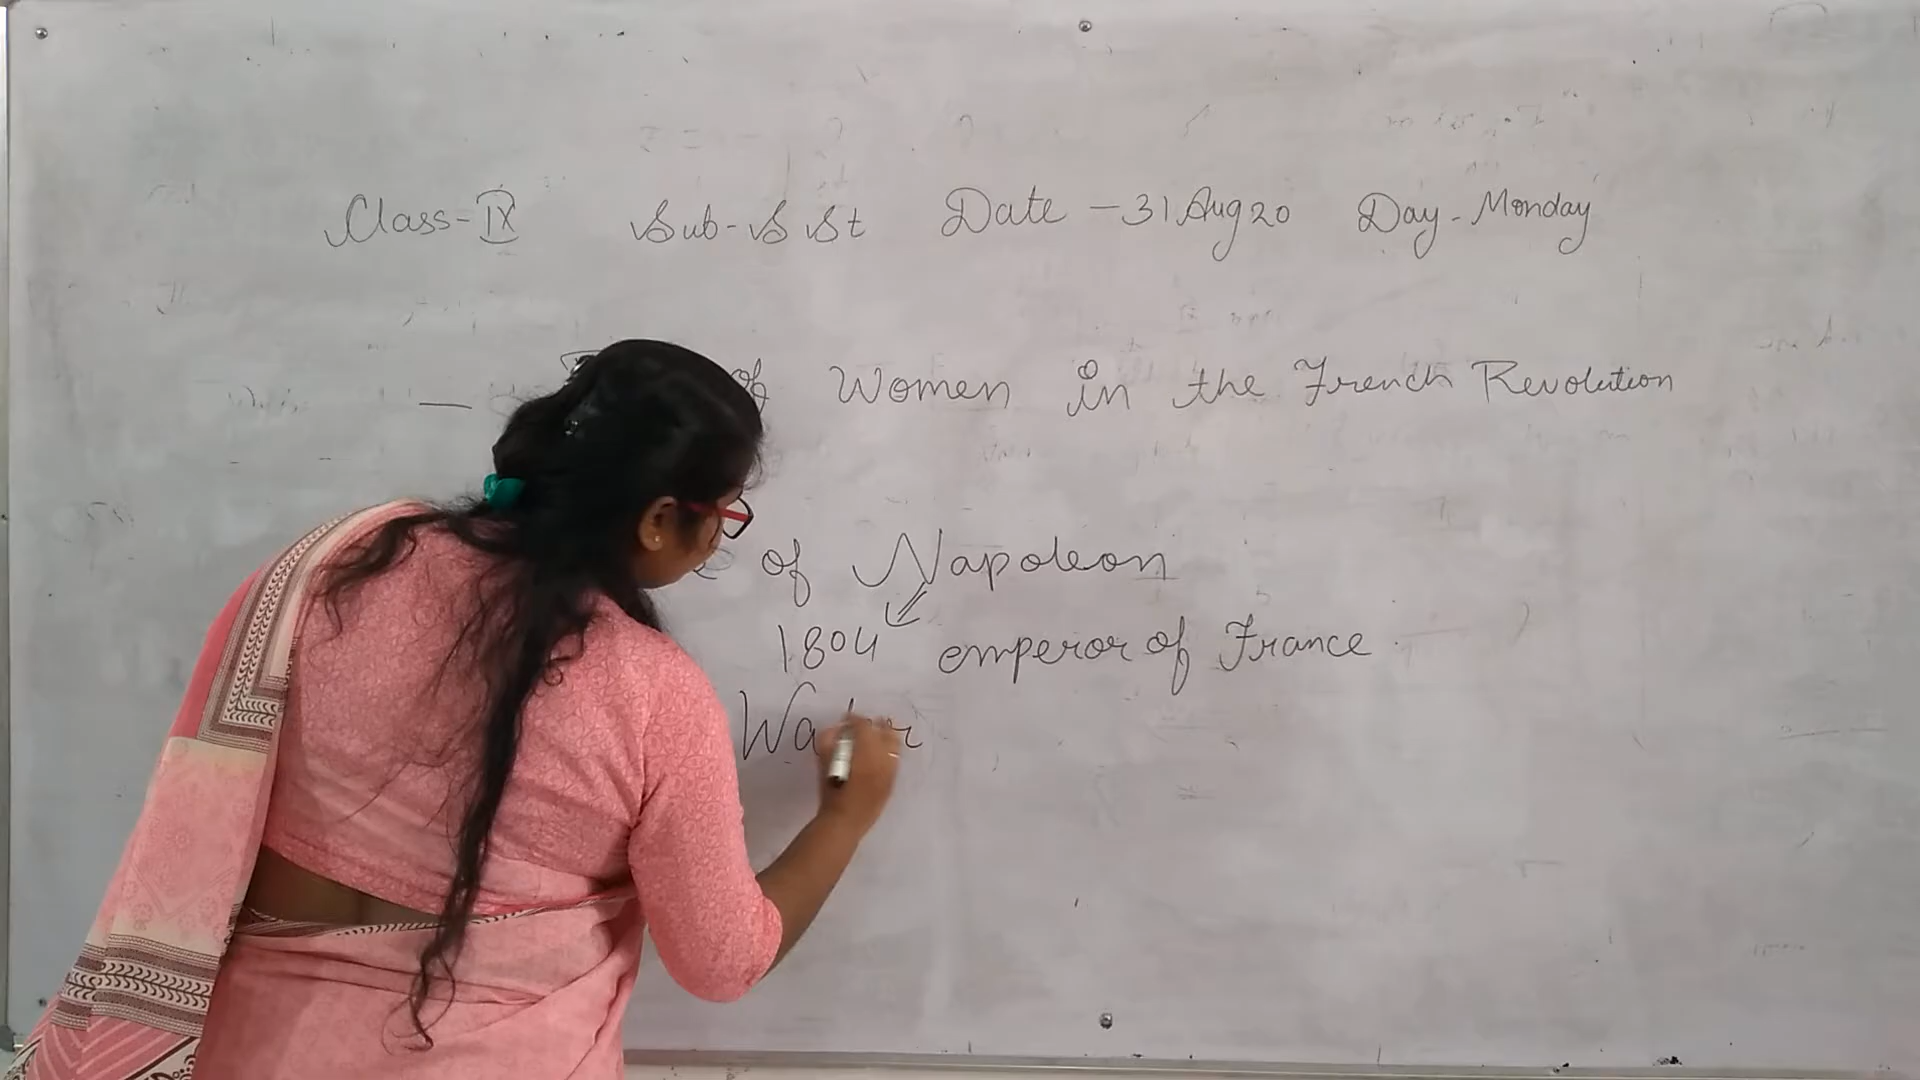 Class-IX Sub-S St Date - 31 Aug 20 Day - Monday
of Women in the French Revolution
of Napoleon
1804 emperor of France